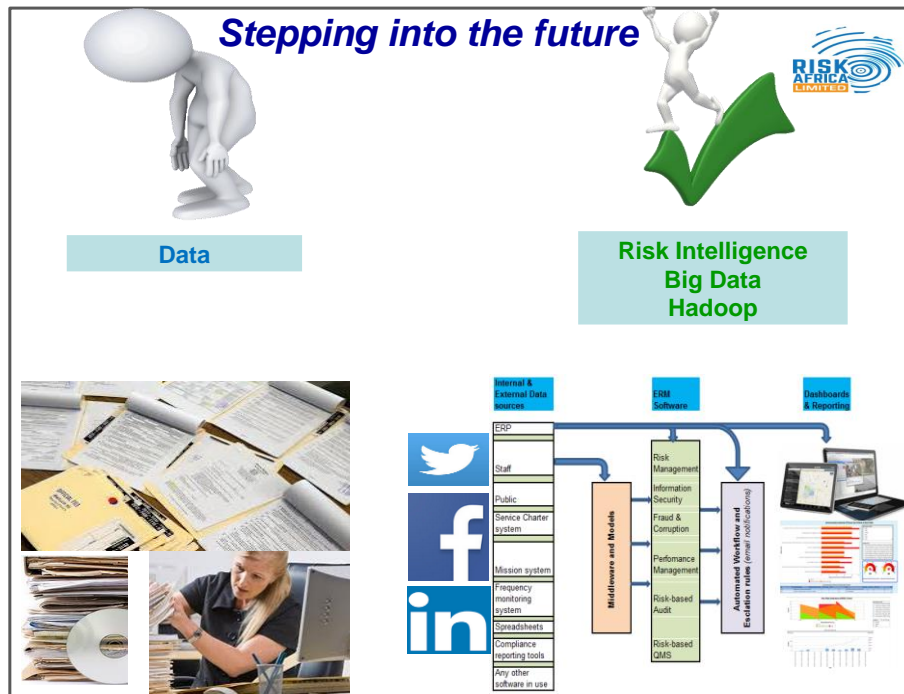 Stepping into the future
RISK
AFRICA
LIMITED
Data
Risk Intelligence
Big Data
Hadoop
Internal &
External Data
sources
ERM
Software
Dashboards
& Reporting
ERP
Staff
Public
Service Charter
system
Mission system
Frequency
monitoring
system
Spreadsheets
Compliance
reporting tools
Any other
software in use
Middleware and Models
Risk
Management
Information
Security
Fraud &
Corruption
Perfomance
Management
Risk-based
Audit
Risk-based
QMS
Automated Workflow and
Esclation rules (email notifications)
f
in